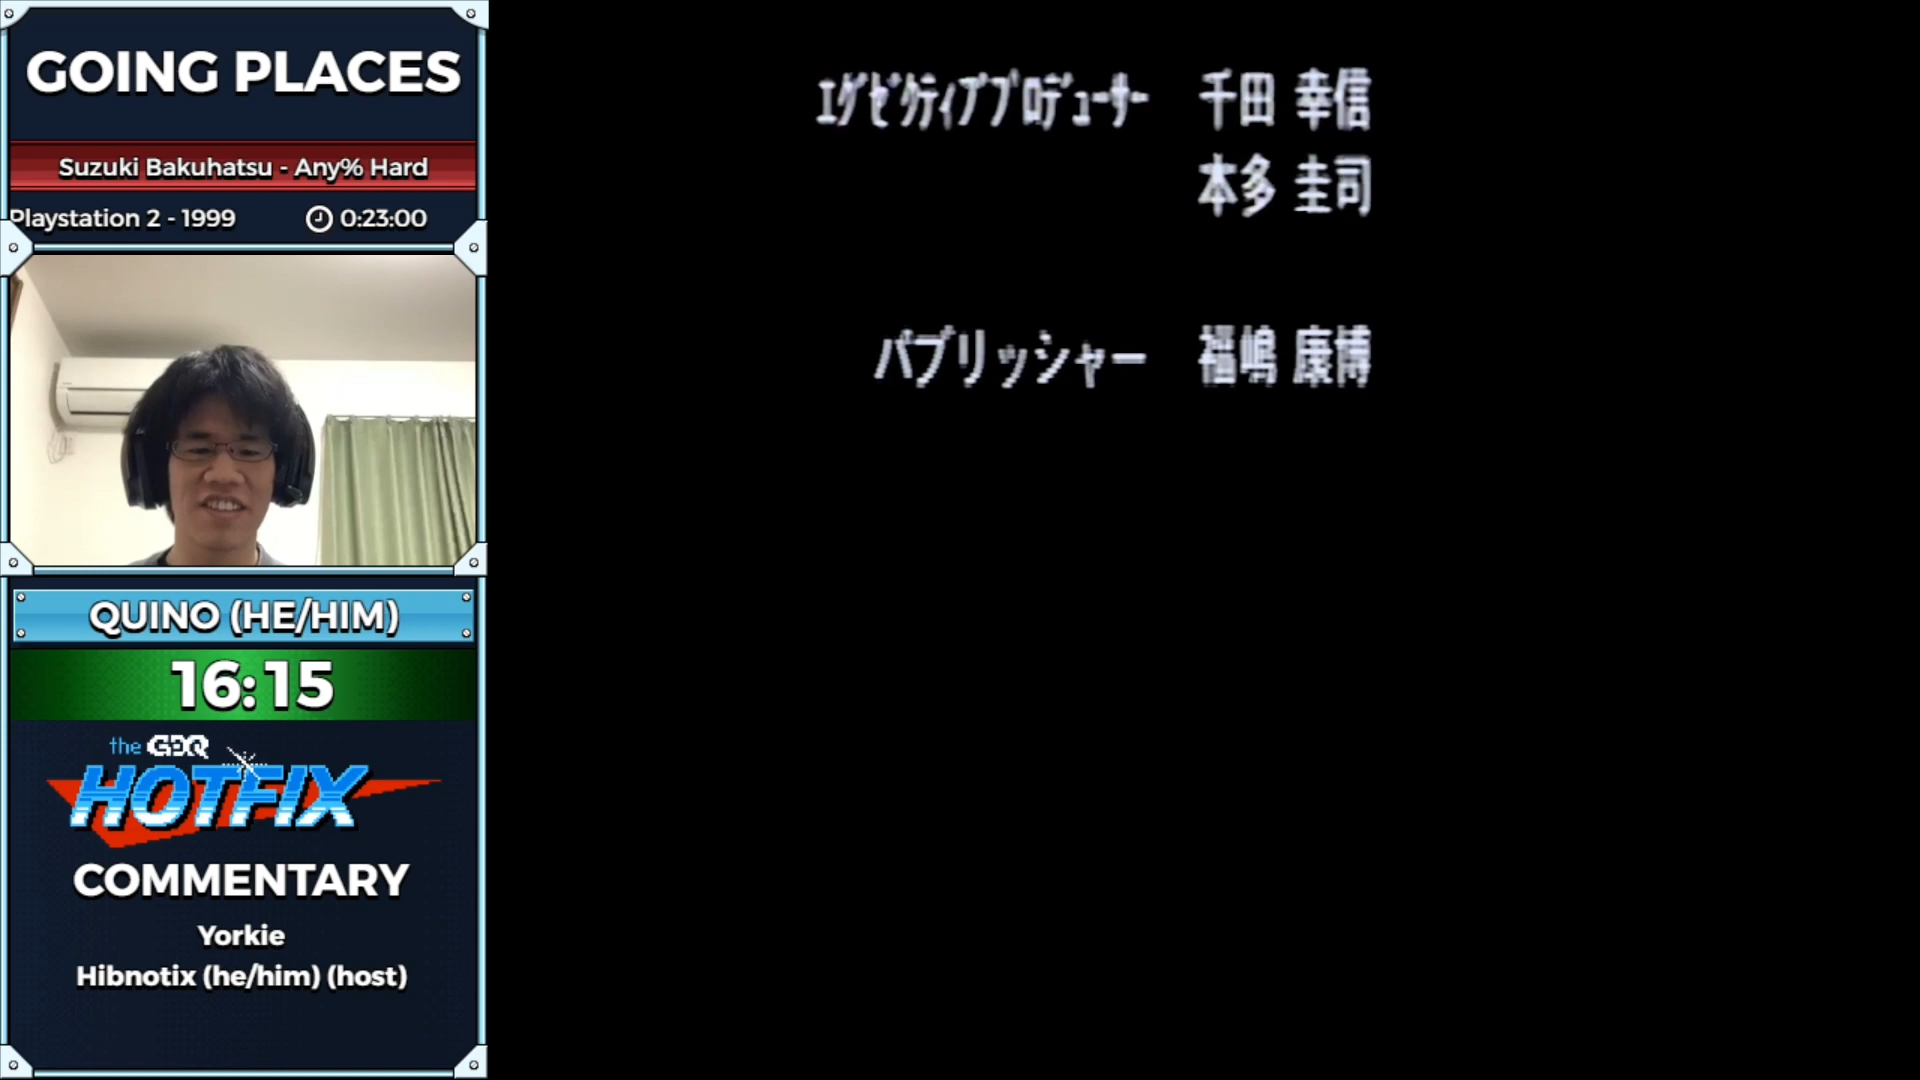 GOING PLACES
Suzuki Bakuhatsu - Any% Hard
Playstation 2 - 1999 0:23:00
QUINO (HE/HIM)
16:15
the GDQ
HOTFIX
COMMENTARY
Yorkie
Hibnotix (he/him) (host)
ｴｸﾞｾﾞｸﾃｨﾌﾞﾌﾟﾛﾃﾞｭｰｻｰ 千田 幸信
本多 圭司
パブリッシャー 福嶋 康博